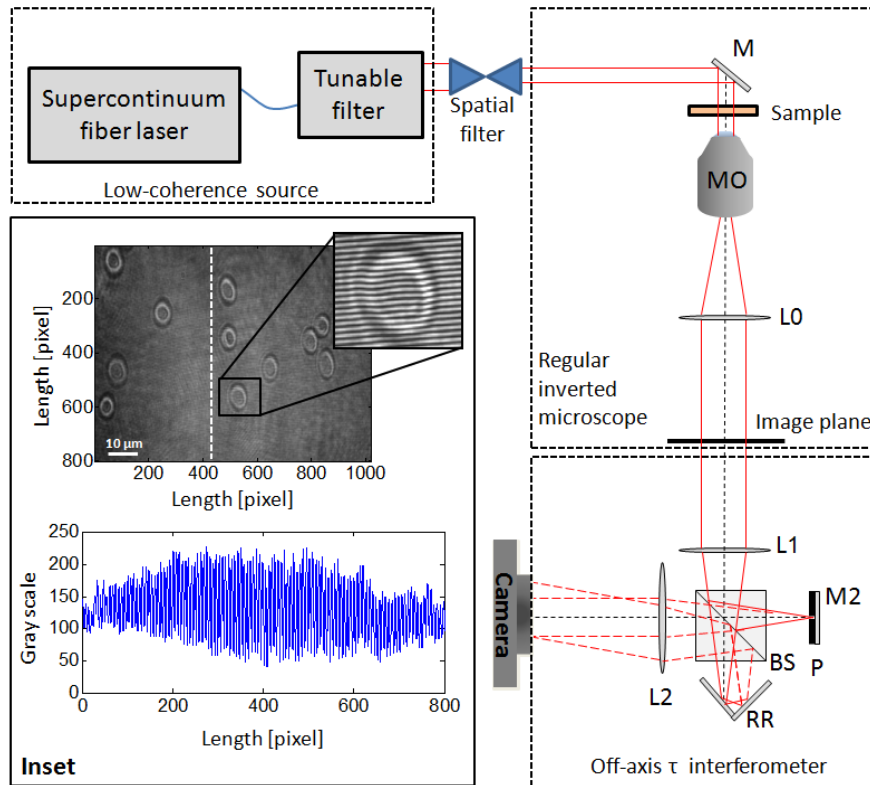 Supercontinuum
fiber laser
Tunable
filter
Low-coherence source
Spatial
filter
M
Sample
MO
L0
Regular
inverted
microscope
Image plane
L1
M2
P
BS
RR
L2
Camera
Off-axis τ interferometer
Length [pixel]
200
400
600
800
10 µm
200 400 600 800 1020
Length [pixel]
Gray scale
250
200
150
100
50
0
0 200 400 600 800
Length [pixel]
Inset